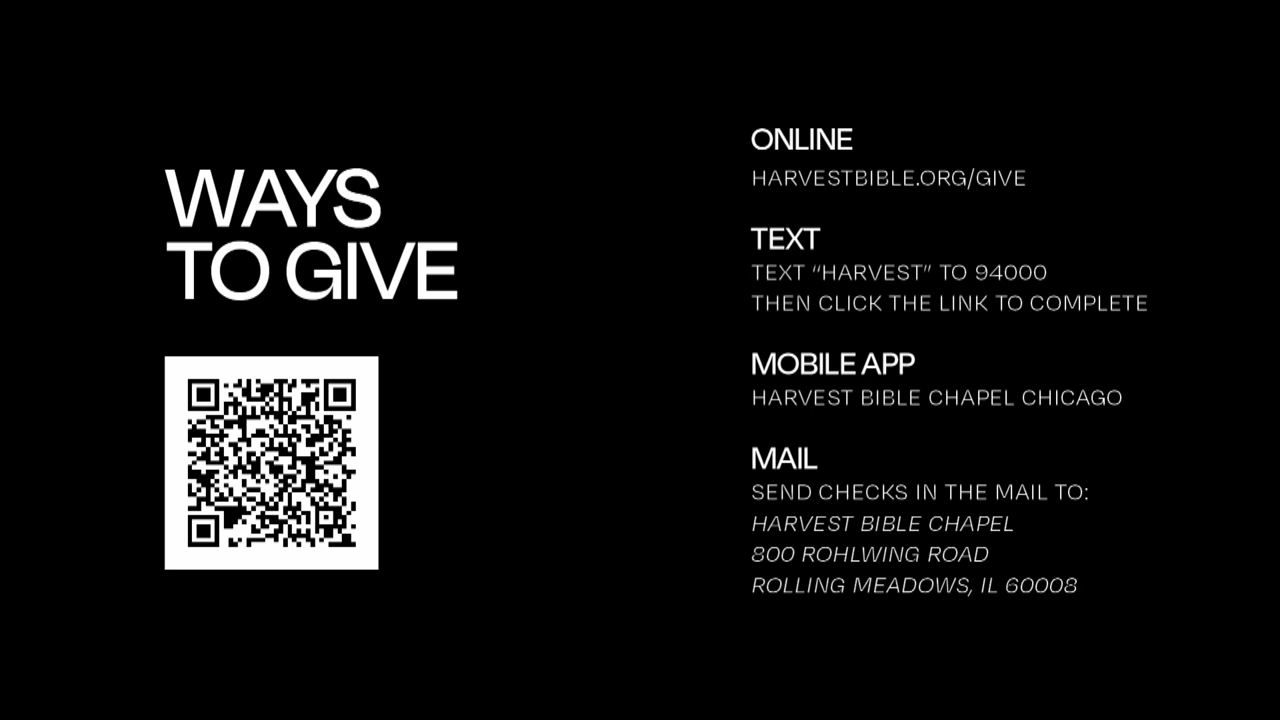 WAYS
TO GIVE
ONLINE
HARVESTBIBLE.ORG/GIVE
TEXT
TEXT “HARVEST” TO 94000
THEN CLICK THE LINK TO COMPLETE
MOBILE APP
HARVEST BIBLE CHAPEL CHICAGO
MAIL
SEND CHECKS IN THE MAIL TO:
HARVEST BIBLE CHAPEL
800 ROHLWING ROAD
ROLLING MEADOWS, IL 60008